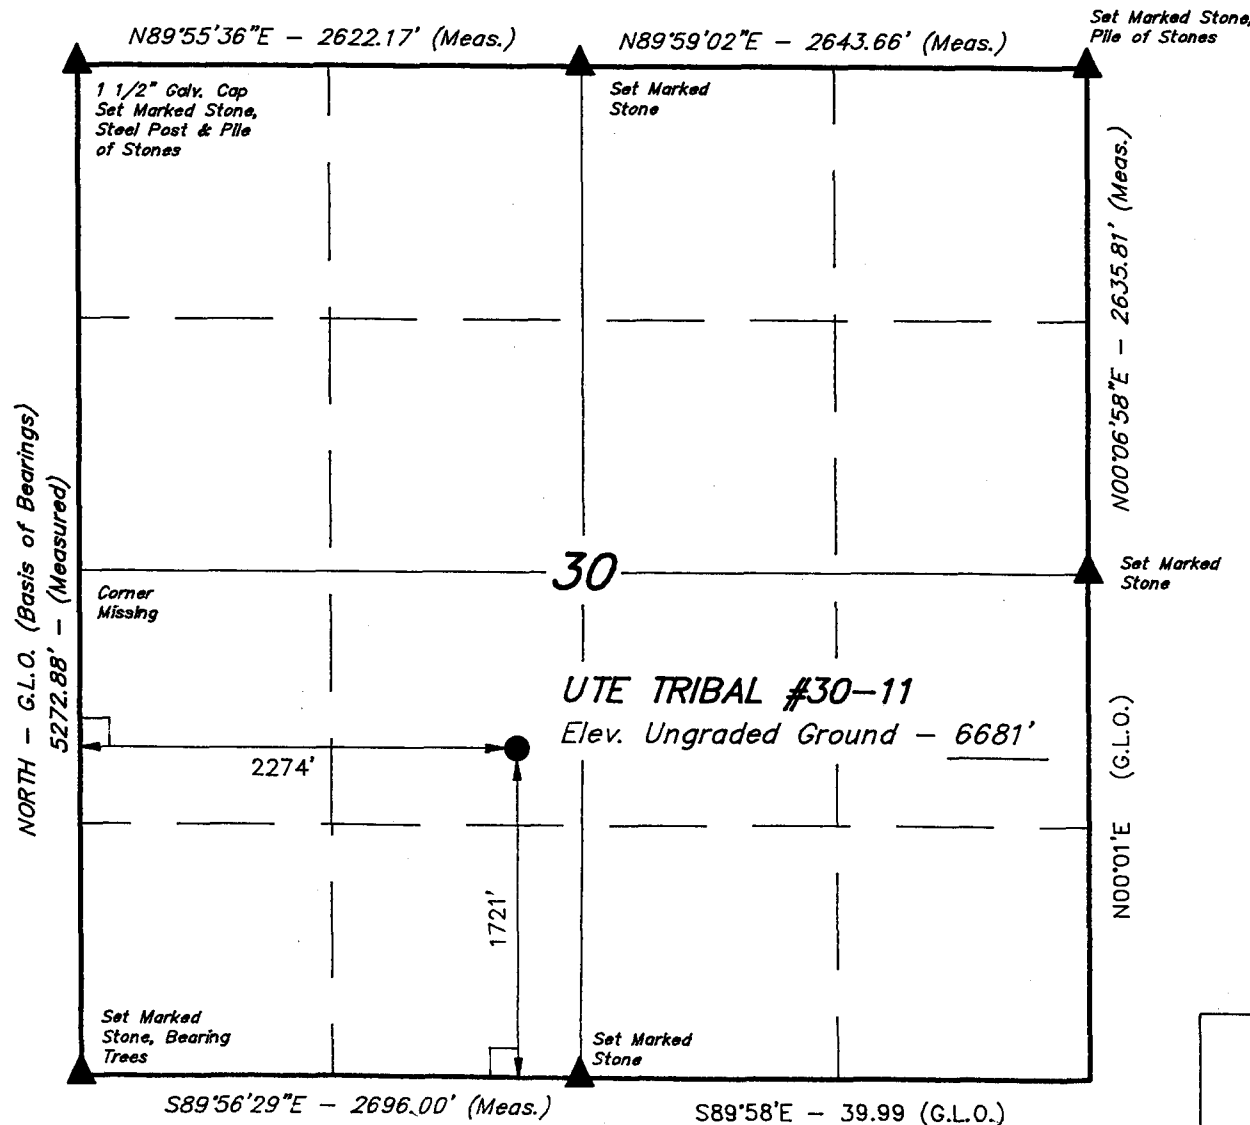 N89°55'36"E - 2622.17' (Meas.)
N89°59'02"E - 2643.66' (Meas.)
Set Marked Stone,
Pile of Stones
1 1/2" Galv. Cap
Set Marked Stone,
Steel Post & Pile
of Stones
Set Marked
Stone
N00°06'58"E - 2635.81' (Meas.)
NORTH - G.L.O. (Basis of Bearings)
5272.88' - (Measured)
30
Corner
Missing
Set Marked
Stone
UTE TRIBAL #30-11
Elev. Ungraded Ground - 6681'
2274'
1721'
N00°01'E (G.L.O.)
Set Marked
Stone, Bearing
Trees
Set Marked
Stone
S89°56'29"E - 2696.00' (Meas.)
S89°58'E - 39.99 (G.L.O.)